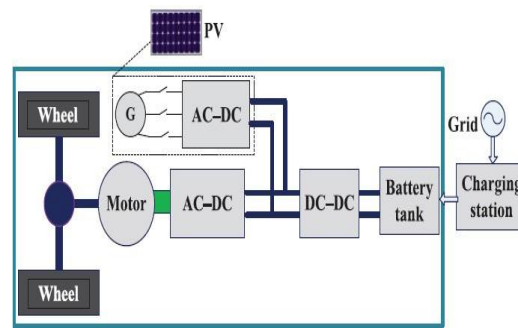 PV
Wheel
G
AC–DC
Grid
Motor
AC–DC
DC–DC
Battery
tank
Charging
station
Wheel